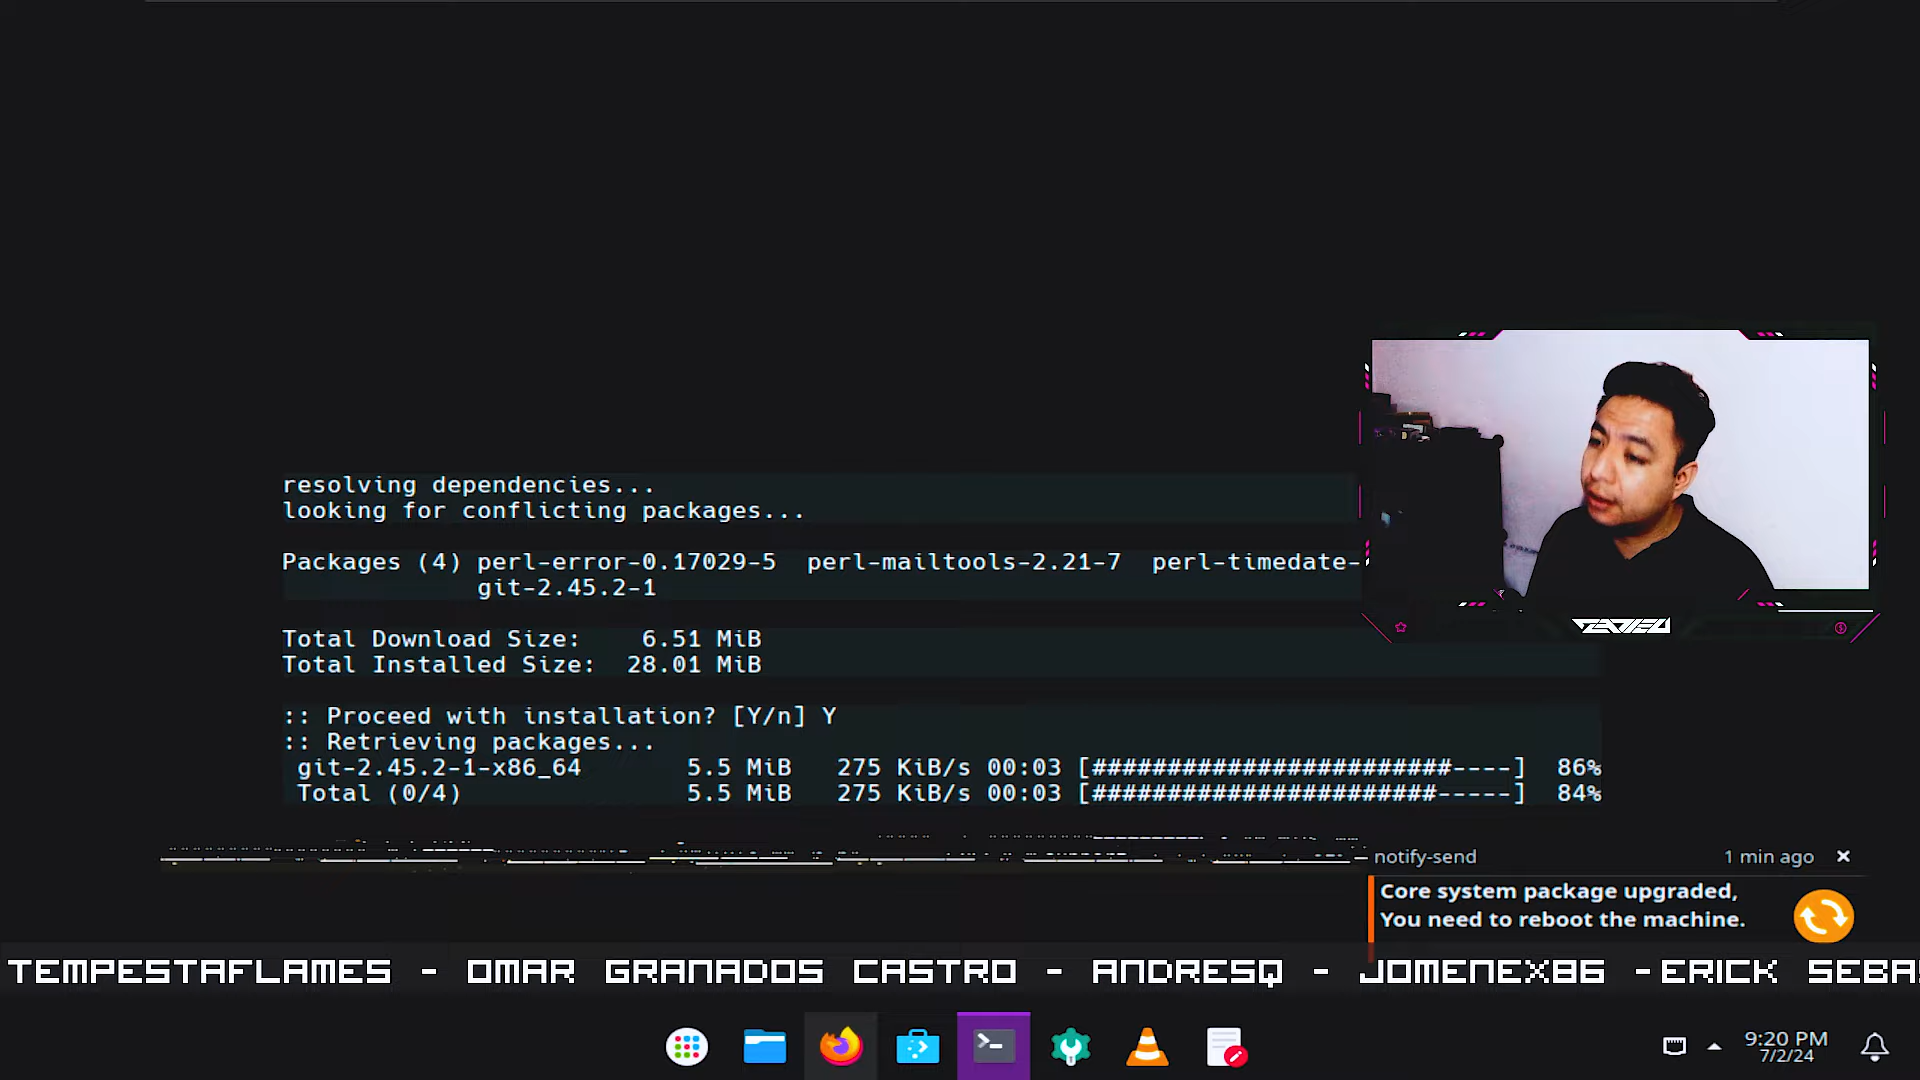 resolving dependencies...
looking for conflicting packages...
Packages (4) perl-error-0.17029-5 perl-mailtools-2.21-7 perl-timedate-
git-2.45.2-1
Total Download Size: 6.51 MiB
Total Installed Size: 28.01 MiB
:: Proceed with installation? [Y/n] Y
:: Retrieving packages...
git-2.45.2-1-x86_64 5.5 MiB 275 KiB/s 00:03 [########################----] 86%
Total (0/4) 5.5 MiB 275 KiB/s 00:03 [#######################-----] 84%
notify-send 1 min ago
Core system package upgraded,
You need to reboot the machine.
TEMPESTAFLAMES - OMAR GRANADOS CASTRO - ANDRESQ - JOMENEX86 -ERICK SEBA
9:20 PM
7/2/24